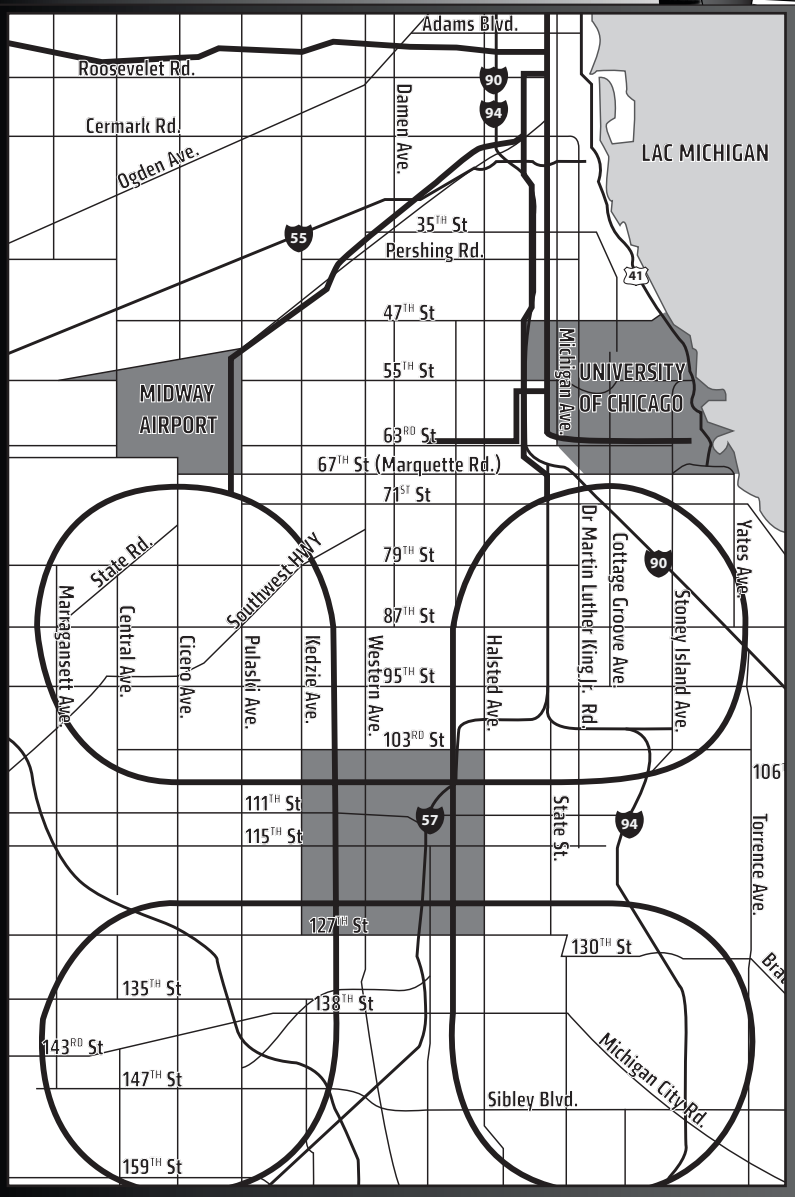 Adams Blvd.
Roosevelet Rd.
90
94
Cermark Rd.
Damen Ave.
Ogden Ave.
LAC MICHIGAN
55
35TH St
Pershing Rd.
41
47TH St
Michigan Ave.
55TH St
UNIVERSITY
OF CHICAGO
MIDWAY
AIRPORT
63RD St
67TH St (Marquette Rd.)
71ST St
State Rd.
Southwest HWY
79TH St
90
Yates Ave.
Dr Martin Luther King Jr. Rd.
Cottage Groove Ave.
Stoney Island Ave.
87TH St
Marragansett Ave.
Central Ave.
Cicero Ave.
Pulaski Ave.
Kedzie Ave.
Western Ave.
95TH St
Halsted Ave.
103RD St
106T
111TH St
57
State St.
94
Torrence Ave.
115TH St
127TH St
130TH St
Brat
135TH St
138TH St
143RD St
Michigan City Rd.
147TH St
Sibley Blvd.
159TH St